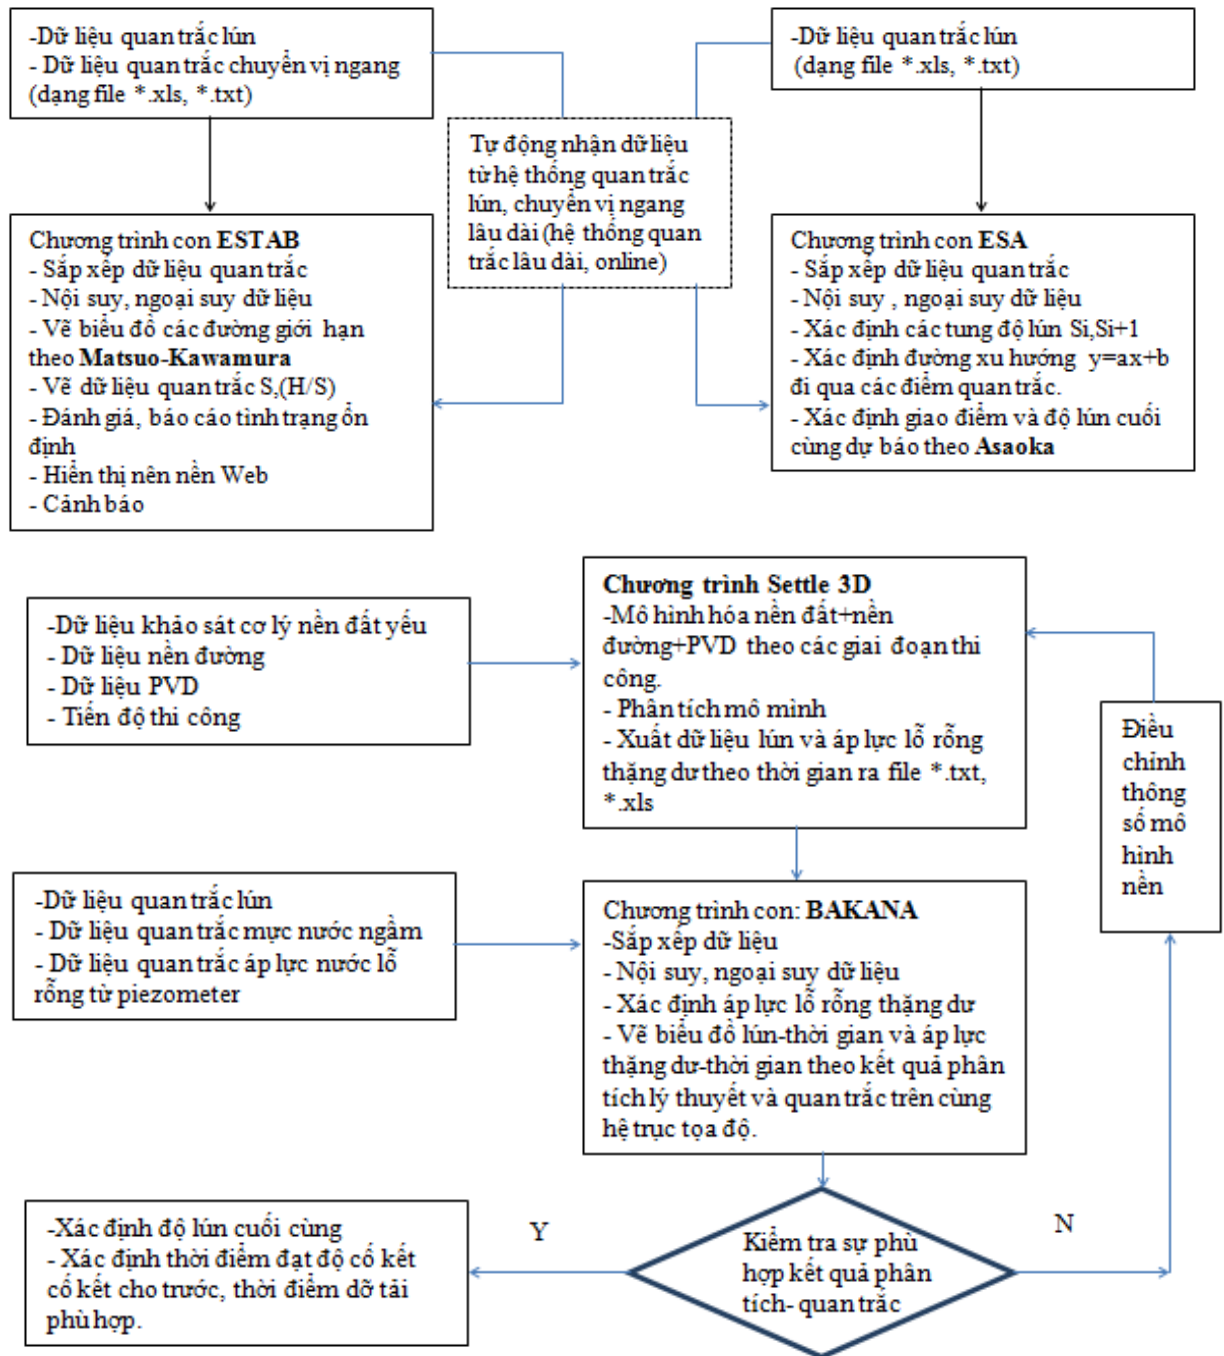 -Dữ liệu quan trắc lún
- Dữ liệu quan trắc chuyển vị ngang
(dạng file *.xls, *.txt)
-Dữ liệu quan trắc lún
(dạng file *.xls, *.txt)
Tự động nhận dữ liệu
từ hệ thống quan trắc
lún, chuyển vị ngang
lâu dài (hệ thống quan
trắc lâu dài, online)
Chương trình con ESTAB
- Sắp xếp dữ liệu quan trắc
- Nội suy, ngoại suy dữ liệu
- Vẽ biểu đồ các đường giới hạn
theo Matsuo-Kawamura
- Vẽ dữ liệu quan trắc S,(H/S)
- Đánh giá, báo cáo tình trạng ổn
định
- Hiển thị nên nền Web
- Cảnh báo
Chương trình con ESA
- Sắp xếp dữ liệu quan trắc
- Nội suy , ngoại suy dữ liệu
- Xác định các tung độ lún Si,Si+1
- Xác định đường xu hướng y=ax+b
đi qua các điểm quan trắc.
- Xác định giao điểm và độ lún cuối
cùng dự báo theo Asaoka
-Dữ liệu khảo sát cơ lý nền đất yếu
- Dữ liệu nền đường
- Dữ liệu PVD
- Tiến độ thi công
Chương trình Settle 3D
-Mô hình hóa nền đất+nền
đường+PVD theo các giai đoạn thi
công.
- Phân tích mô mình
- Xuất dữ liệu lún và áp lực lỗ rỗng
thặng dư theo thời gian ra file *.txt,
*.xls
Điều
chỉnh
thông
số mô
hình
nền
-Dữ liệu quan trắc lún
- Dữ liệu quan trắc mực nước ngầm
- Dữ liệu quan trắc áp lực nước lỗ
rỗng từ piezometer
Chương trình con: BAKANA
-Sắp xếp dữ liệu
- Nội suy, ngoại suy dữ liệu
- Xác định áp lực lỗ rỗng thặng dư
- Vẽ biểu đồ lún-thời gian và áp lực
thặng dư-thời gian theo kết quả phân
tích lý thuyết và quan trắc trên cùng
hệ trục tọa độ.
-Xác định độ lún cuối cùng
- Xác định thời điểm đạt độ cố kết
cố kết cho trước, thời điểm dỡ tải
phù hợp.
Y
Kiểm tra sự phù
hợp kết quả phân
tích- quan trắc
N